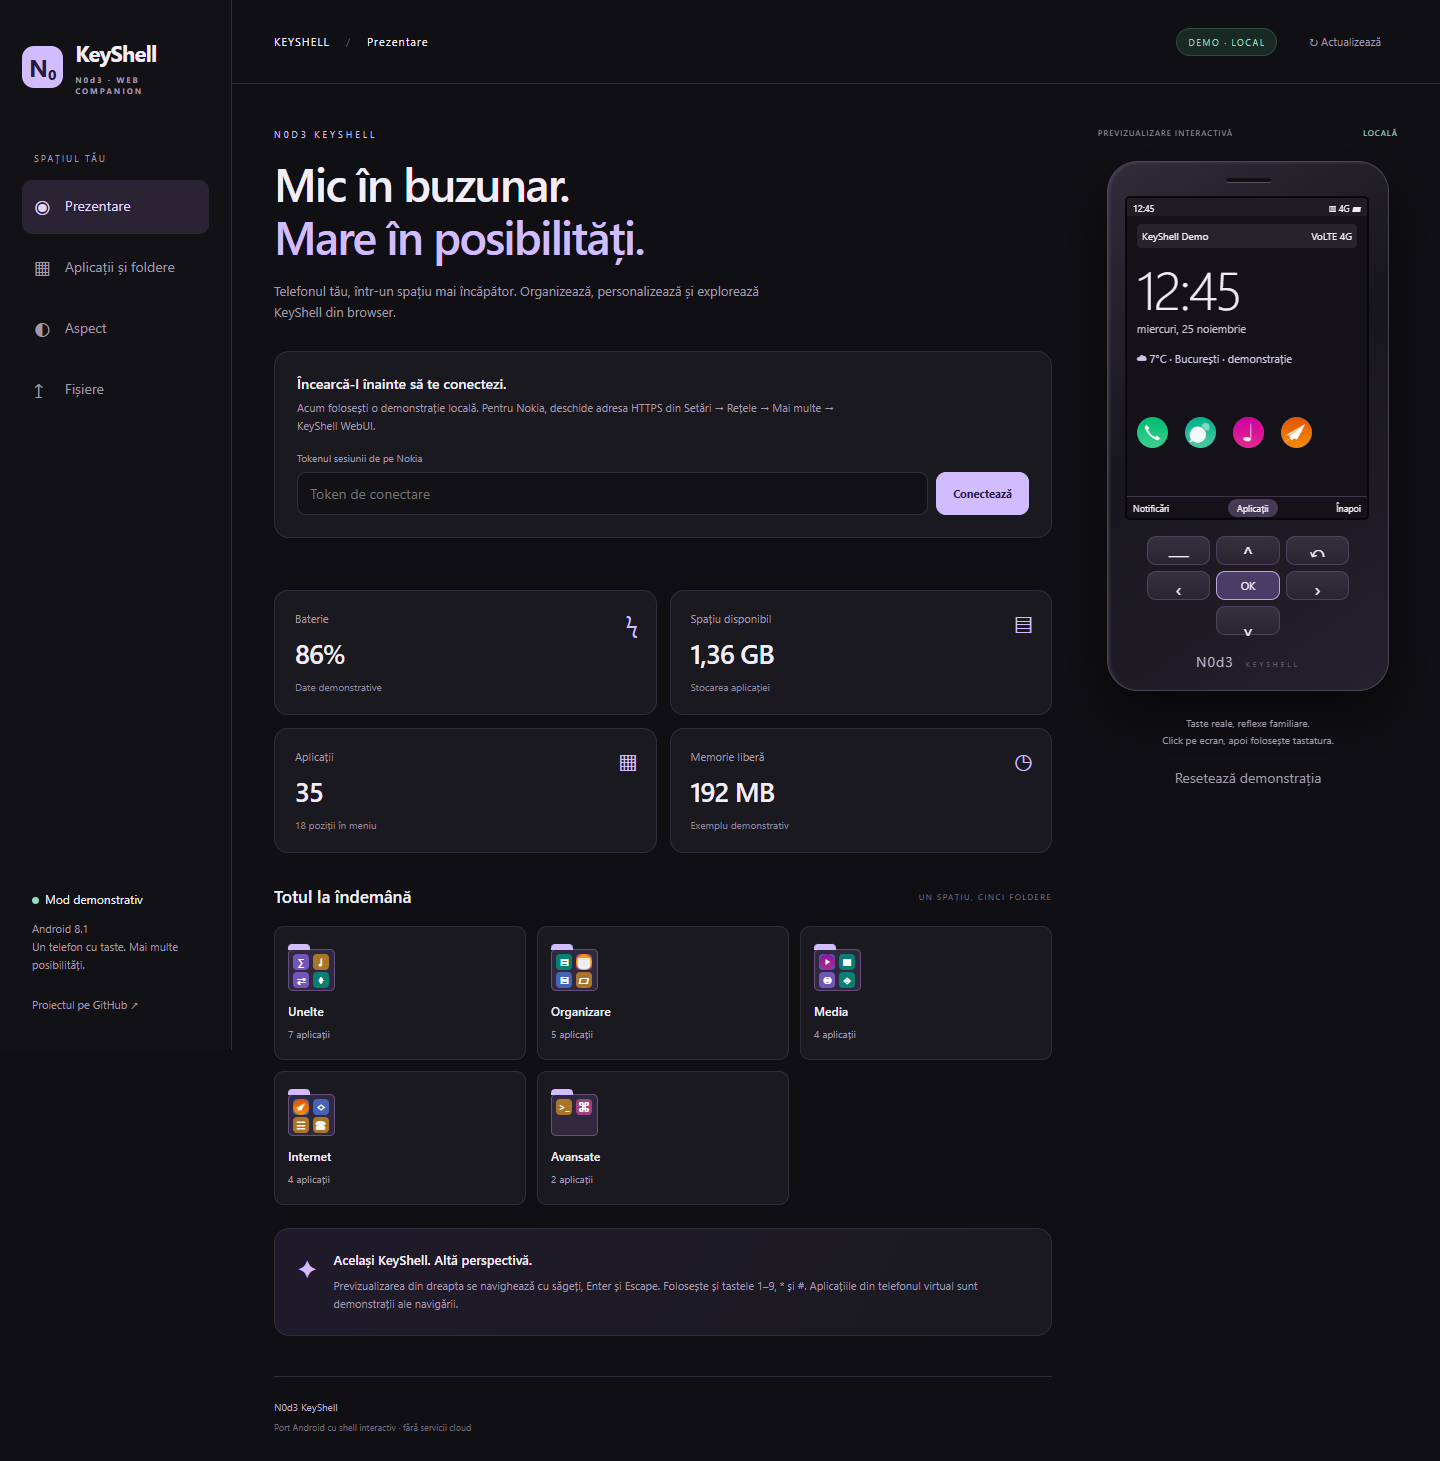 N0
KeyShell
N0d3 · WEB
COMPANION
SPAȚIUL TĂU
Prezentare
Aplicații și foldere
Aspect
Fișiere
Mod demonstrativ
Android 8.1
Un telefon cu taste. Mai multe
posibilități.
Proiectul pe GitHub ↗
KEYSHELL / Prezentare
DEMO · LOCAL
↻ Actualizează
N0D3 KEYSHELL
Mic în buzunar.
Mare în posibilități.
Telefonul tău, într-un spațiu mai încăpător. Organizează, personalizează și explorează
KeyShell din browser.
Încearcă-l înainte să te conectezi.
Acum folosești o demonstrație locală. Pentru Nokia, deschide adresa HTTPS din Setări → Rețele → Mai multe →
KeyShell WebUI.
Tokenul sesiunii de pe Nokia
Token de conectare
Conectează
Baterie
86%
Date demonstrative
Spațiu disponibil
1,36 GB
Stocarea aplicației
Aplicații
35
18 poziții în meniu
Memorie liberă
192 MB
Exemplu demonstrativ
Totul la îndemână
UN SPAȚIU, CINCI FOLDERE
Unelte
7 aplicații
Organizare
5 aplicații
Media
4 aplicații
Internet
4 aplicații
Avansate
2 aplicații
Același KeyShell. Altă perspectivă.
Previzualizarea din dreapta se navighează cu săgeți, Enter și Escape. Folosește și tastele 1–9, * și #. Aplicațiile din telefonul virtual sunt
demonstrații ale navigării.
N0d3 KeyShell
Port Android cu shell interactiv · fără servicii cloud
PREVIZUALIZARE INTERACTIVĂ
LOCALĂ
12:45
4G
KeyShell Demo
VoLTE 4G
12:45
miercuri, 25 noiembrie
7°C · București · demonstrație
Notificări
Aplicații
Înapoi
OK
N0d3 KEYSHELL
Taste reale, reflexe familiare.
Click pe ecran, apoi folosește tastatura.
Resetează demonstrația